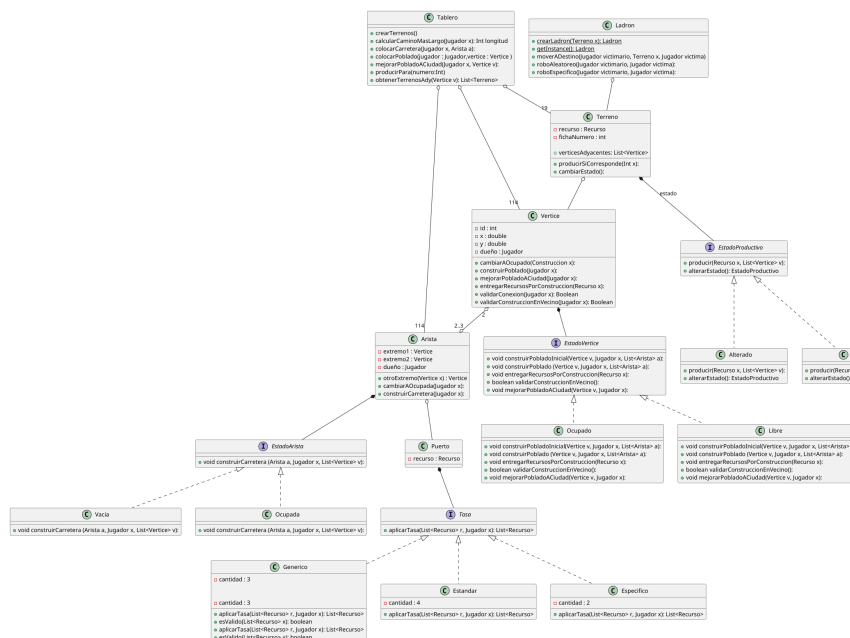 Tablero
+crearTerrenos()
+calcularCaminoMasLargo(Jugador x): Int longitud
+colocarCarretera(Jugador x, Arista a):
+colocarPoblado(jugador : Jugador,vertice : Vertice )
+mejorarPobladoACiudad(Jugador x, Vertice v):
+producirPara(numero:Int)
+obtenerTerrenosAdy(Vertice v): List<Terreno>
Ladron
+crearLadron(Terreno x): Ladron
+getInstance(): Ladron
+moverADestino(Jugador victimario, Terreno x, Jugador victima)
+roboAleatoreo(Jugador victimario, Jugador victima):
+roboEspecifico(Jugador victimario, Jugador victima):
19
Terreno
recurso : Recurso
fichaNumero : int
verticesAdyacentes: List<Vertice>
producirSiCorresponde(Int x):
cambiarEstado():
estado
Vertice
id : int
x : double
y : double
dueño : Jugador
cambiarAOcupado(Construccion x):
construirPoblado(Jugador x):
mejorarPobladoACiudad(Jugador x):
entregarRecursosPorConstruccion(Recurso x):
validarConexion(Jugador x): Boolean
validarConstruccionEnVecino(Jugador x): Boolean
EstadoProductivo
producir(Recurso x, List<Vertice> v):
alterarEstado(): EstadoProductivo
2
2..3
114
Arista
extremo1 : Vertice
extremo2 : Vertice
dueño : Jugador
otroExtremo(Vertice x) : Vertice
cambiarAOcupada(Jugador x):
construirCarretera(Jugador x):
EstadoVertice
void construirPobladoInicial(Vertice v, Jugador x, List<Arista> a):
void construirPoblado (Vertice v, Jugador x, List<Arista> a):
void entregarRecursosPorConstruccion(Recurso x):
boolean validarConstruccionEnVecino():
void mejorarPobladoACiudad(Vertice v, Jugador x):
Alterado
producir(Recurso x, List<Vertice> v):
alterarEstado(): EstadoProductivo
producir(Recur
alterarEstado()
EstadoArista
void construirCarretera (Arista a, Jugador x, List<Vertice> v):
Puerto
recurso : Recurso
Ocupado
void construirPobladoInicial(Vertice v, Jugador x, List<Arista> a):
void construirPoblado (Vertice v, Jugador x, List<Arista> a):
void entregarRecursosPorConstruccion(Recurso x):
boolean validarConstruccionEnVecino():
void mejorarPobladoACiudad(Vertice v, Jugador x):
Libre
void construirPobladoInicial(Vertice v, Jugador x, List<Arista>
void construirPoblado (Vertice v, Jugador x, List<Arista> a):
void entregarRecursosPorConstruccion(Recurso x):
boolean validarConstruccionEnVecino():
void mejorarPobladoACiudad(Vertice v, Jugador x):
Vacia
void construirCarretera (Arista a, Jugador x, List<Vertice> v):
Ocupada
void construirCarretera (Arista a, Jugador x, List<Vertice> v):
Tasa
aplicarTasa(List<Recurso> r, Jugador x): List<Recurso>
Generico
cantidad : 3
cantidad : 3
aplicarTasa(List<Recurso> r, Jugador x): List<Recurso>
esValido(List<Recurso> x): boolean
aplicarTasa(List<Recurso> r, Jugador x): List<Recurso>
esValido(List<Recurso> x): boolean
Estandar
cantidad : 4
aplicarTasa(List<Recurso> r, Jugador x): List<Recurso>
Especifico
cantidad : 2
aplicarTasa(List<Recurso> r, Jugador x): List<Recurso>